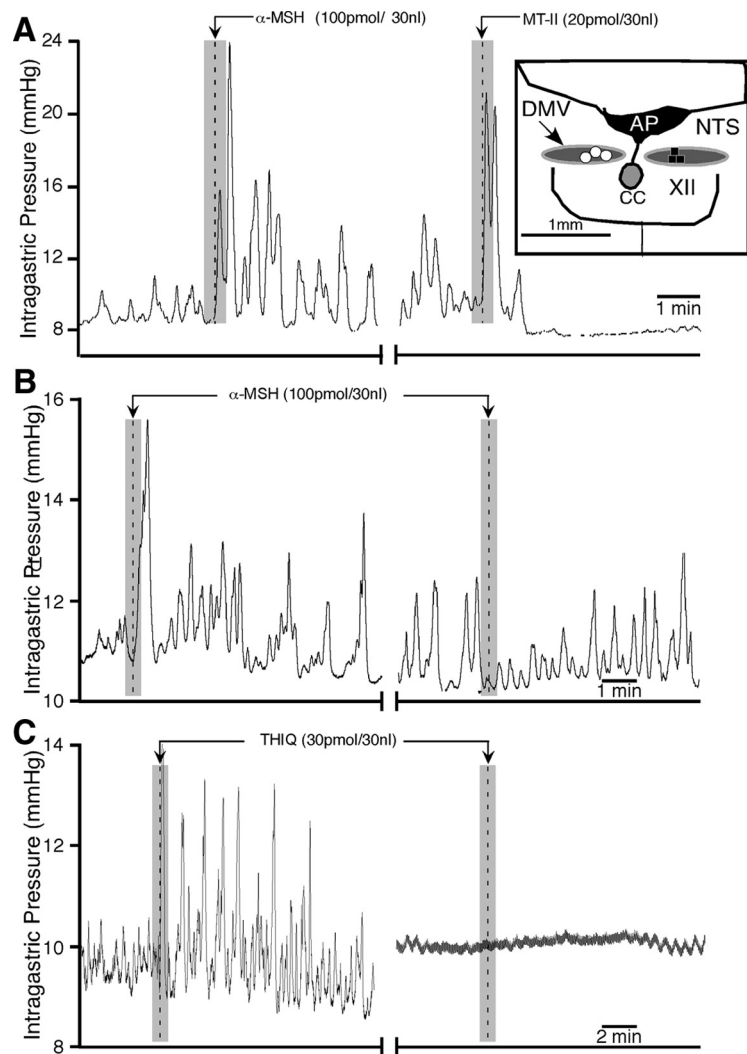 A
α-MSH (100pmol/ 30nl)
MT-II (20pmol/30nl)
Intragastric Pressure (mmHg)
24
20
16
12
8
DMV
AP
NTS
CC
XII
1mm
1 min
B
α-MSH (100pmol/30nl)
Intragastric Pressure (mmHg)
16
14
12
10
1 min
C
THIQ (30pmol/30nl)
Intragastric Pressure (mmHg)
14
12
10
8
2 min